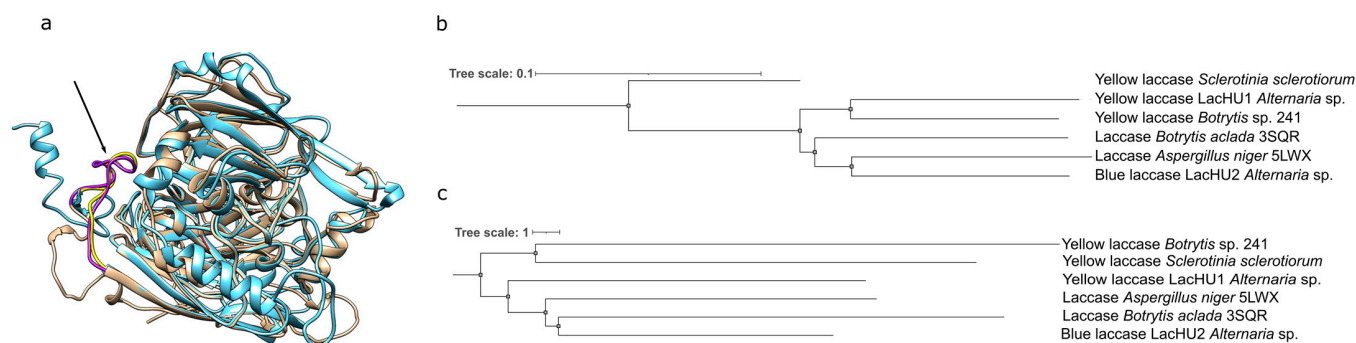 a
b
Tree scale: 0.1
Yellow laccase Sclerotinia sclerotiorum
Yellow laccase LacHU1 Alternaria sp.
Yellow laccase Botrytis sp. 241
Laccase Botrytis aclada 3SQR
Laccase Aspergillus niger 5LWX
Blue laccase LacHU2 Alternaria sp.
c
Tree scale: 1
Yellow laccase Botrytis sp. 241
Yellow laccase Sclerotinia sclerotiorum
Yellow laccase LacHU1 Alternaria sp.
Laccase Aspergillus niger 5LWX
Laccase Botrytis aclada 3SQR
Blue laccase LacHU2 Alternaria sp.